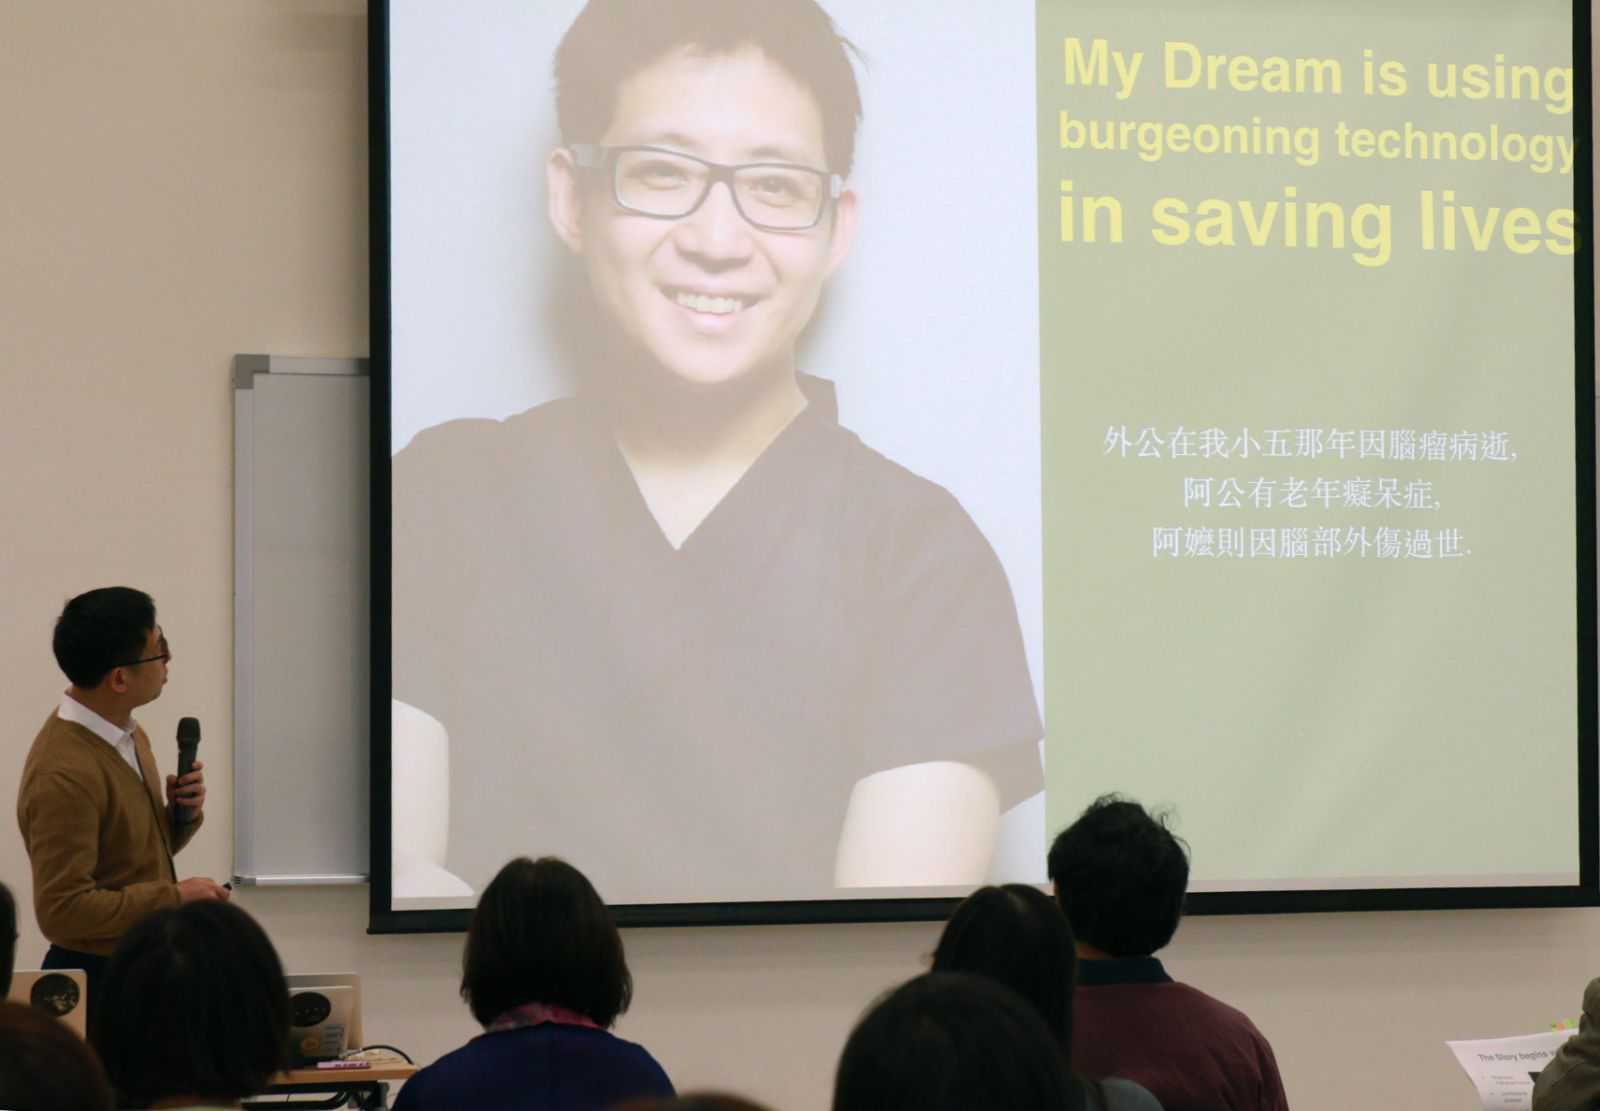 My Dream is using
burgeoning technology
in saving lives
外公在我小五那年因腦瘤病逝,
阿公有老年癡呆症,
阿嬤則因腦部外傷過世.
The Story begins